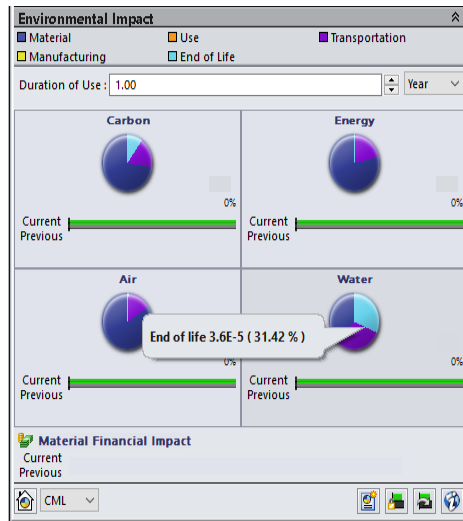 Environmental Impact
Material Use Transportation
Manufacturing End of Life
Duration of Use : 1.00 Year
Carbon Energy
0% 0%
Current Current
Previous Previous
Air Water
End of life 3.6E-5 ( 31.42 % )
0% 0%
Current Current
Previous Previous
Material Financial Impact
Current
Previous
CML